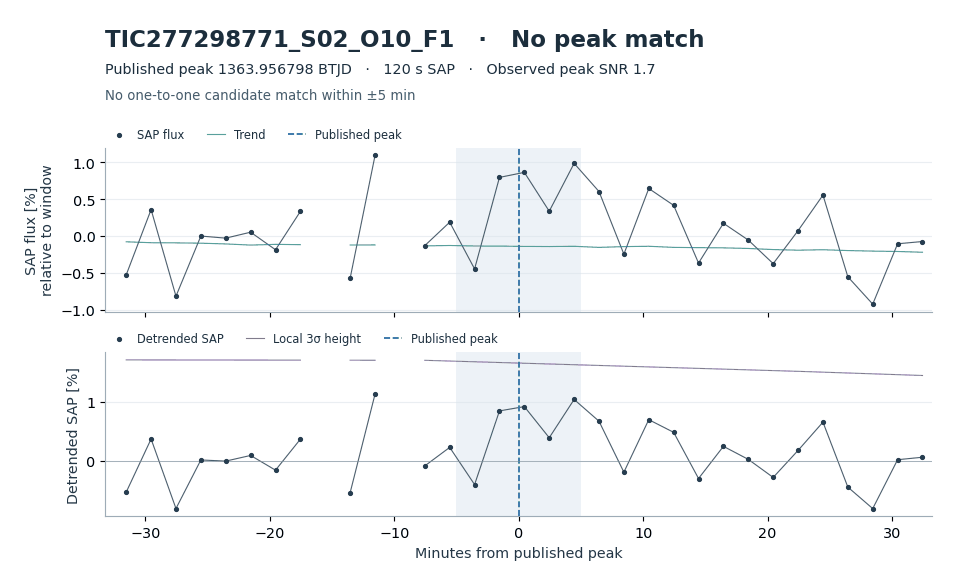 TIC277298771_S02_O10_F1 · No peak match
Published peak 1363.956798 BTJD · 120 s SAP · Observed peak SNR 1.7
No one-to-one candidate match within ±5 min
SAP flux Trend Published peak
SAP flux [%]
relative to window
1.0
0.5
0.0
−0.5
−1.0
Detrended SAP Local 3σ height Published peak
Detrended SAP [%]
1
0
−30 −20 −10 0 10 20 30
Minutes from published peak